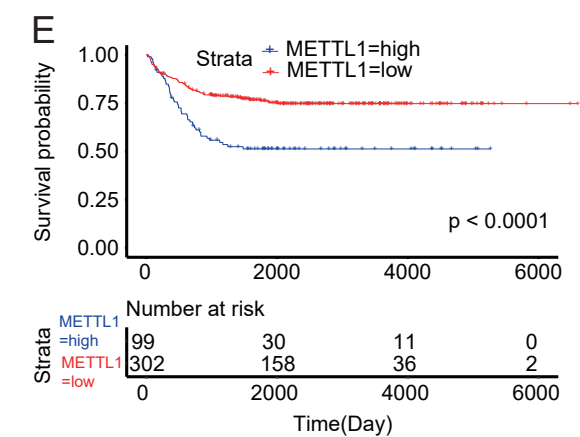 E
Strata METTL1=high
METTL1=low
Survival probability
1.00
0.75
0.50
0.25
0.00
p < 0.0001
0 2000 4000 6000
Number at risk
Strata
METTL1
=high 99 30 11 0
METTL1
=low 302 158 36 2
0 2000 4000 6000
Time(Day)